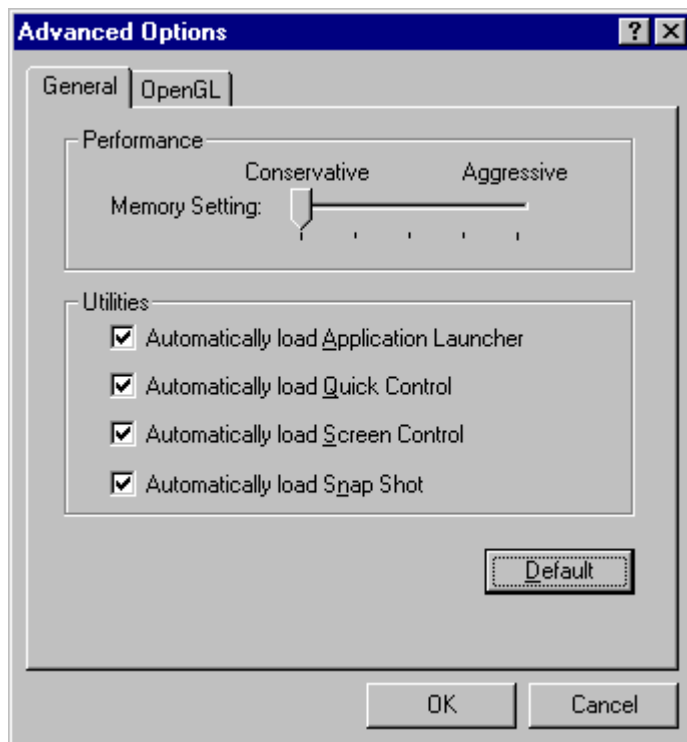 Advanced Options
General OpenGL
Performance
Conservative Aggressive
Memory Setting:
Utilities
Automatically load Application Launcher
Automatically load Quick Control
Automatically load Screen Control
Automatically load Snap Shot
Default
OK Cancel